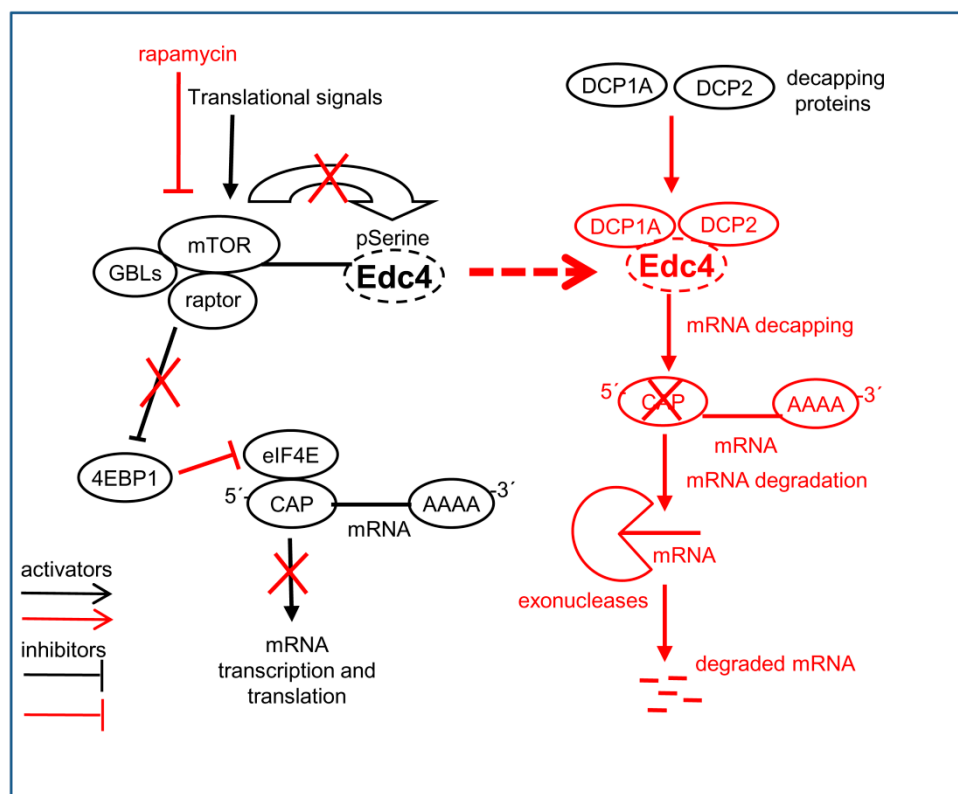 rapamycin
Translational signals
mTOR
GBLs
raptor
pSerine
Edc4
4EBP1
eIF4E
5´-
CAP
mRNA
AAAA
-3´
mRNA
transcription and
translation
activators
inhibitors
DCP1A
DCP2
decapping
proteins
DCP1A
DCP2
Edc4
mRNA decapping
5´-
CAP
AAAA
-3´
mRNA
mRNA degradation
mRNA
exonucleases
degraded mRNA